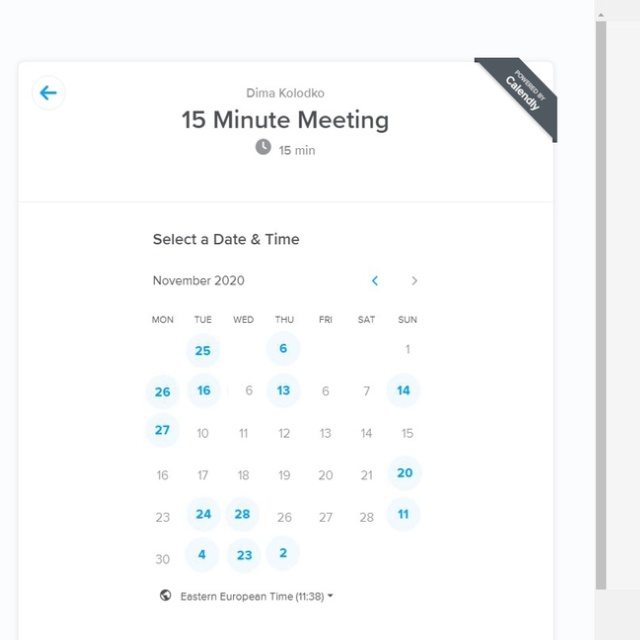 POWERED BY
Calendly
Dima Kolodko
15 Minute Meeting
15 min
Select a Date & Time
November 2020
MON TUE WED THU FRI SAT SUN
25 6 1
26 16 6 13 6 7 14
27 10 11 12 13 14 15
16 17 18 19 20 21 20
23 24 28 26 27 28 11
30 4 23 2
Eastern European Time (11:38)